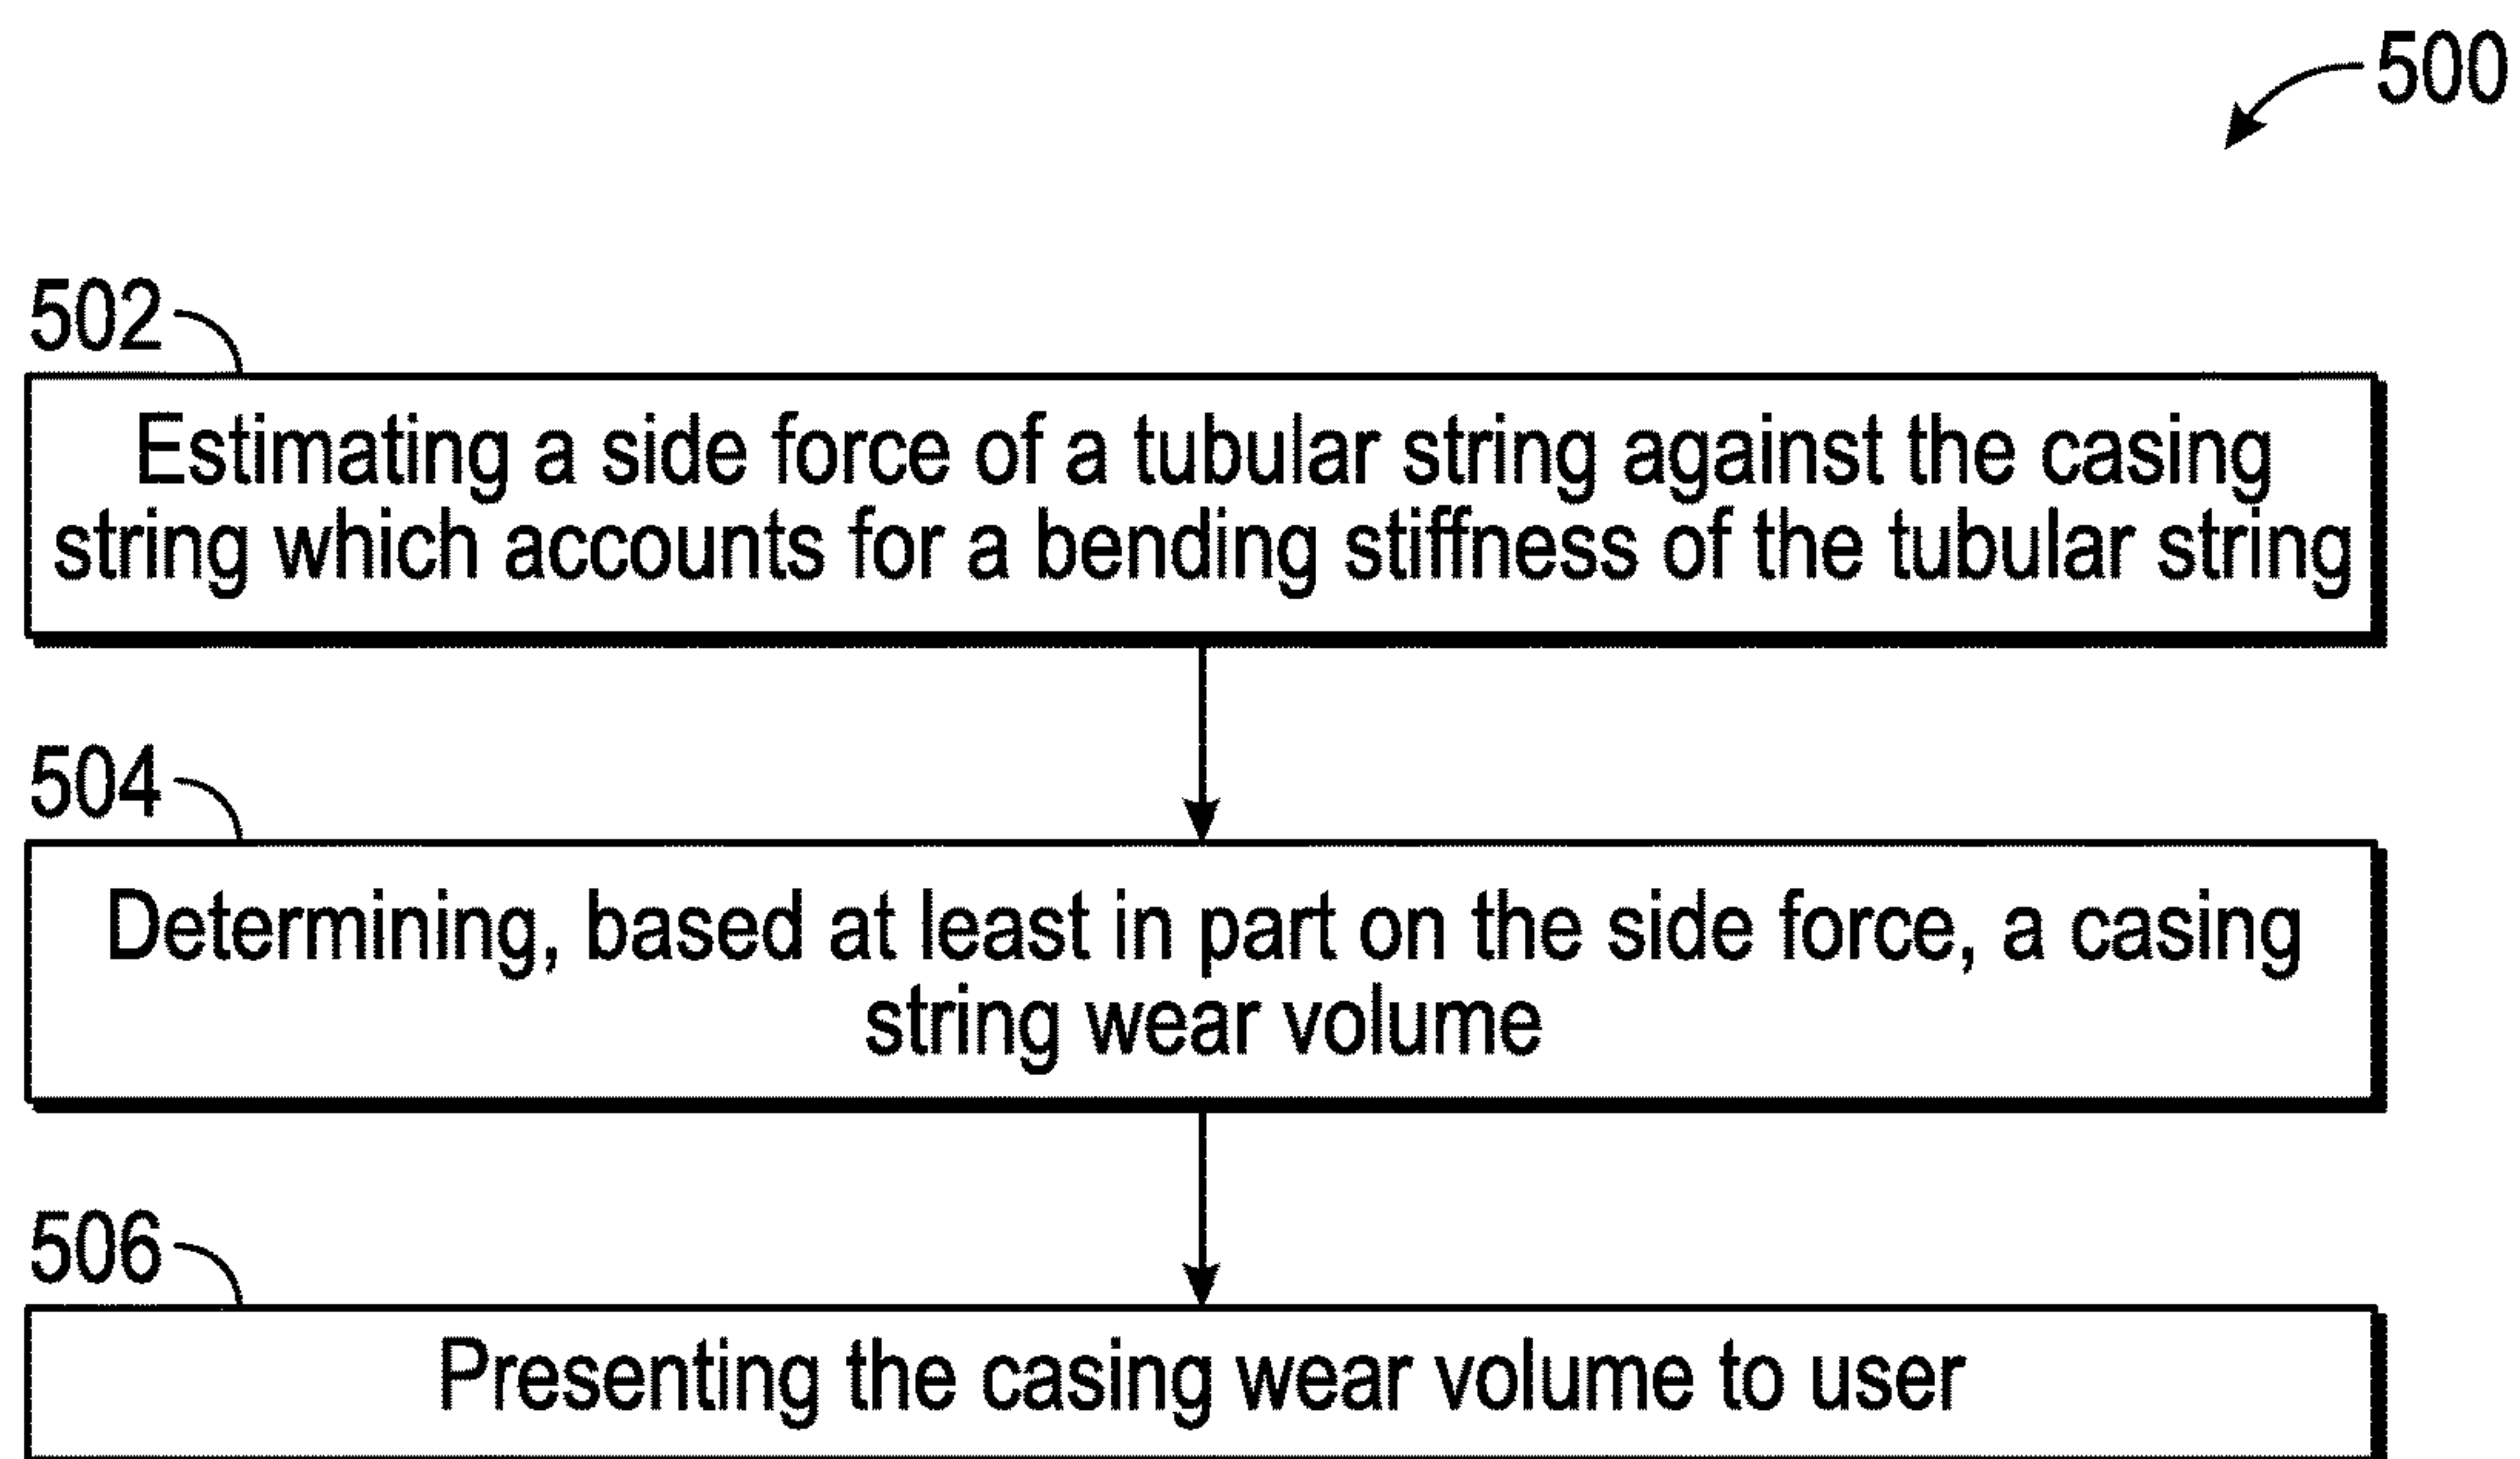 500
502
Estimating a side force of a tubular string against the casing
string which accounts for a bending stiffness of the tubular string
504
Determining, based at least in part on the side force, a casing
string wear volume
506
Presenting the casing wear volume to user